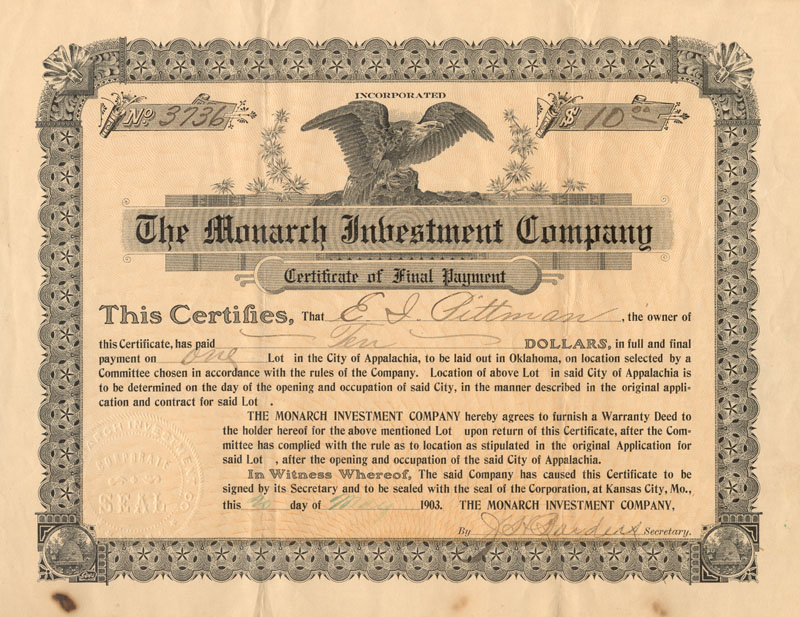 INCORPORATED
No 3736
$ 10 00
The Monarch Investment Company
Certificate of Final Payment
This Certifies, That E I Pittman, the owner of
this Certificate, has paid Ten DOLLARS, in full and final
payment on one Lot in the City of Appalachia, to be laid out in Oklahoma, on location selected by a
Committee chosen in accordance with the rules of the Company. Location of above Lot in said City of Appalachia is
to be determined on the day of the opening and occupation of said City, in the manner described in the original appli-
cation and contract for said Lot .
THE MONARCH INVESTMENT COMPANY hereby agrees to furnish a Warranty Deed to
the holder hereof for the above mentioned Lot upon return of this Certificate, after the Com-
mittee has complied with the rule as to location as stipulated in the original Application for
said Lot , after the opening and occupation of the said City of Appalachia.
In Witness Whereof, The said Company has caused this Certificate to be
signed by its Secretary and to be sealed with the seal of the Corporation, at Kansas City, Mo.,
this day of May 1903. THE MONARCH INVESTMENT COMPANY,
By Secretary.
MONARCH INVESTMENT CO
CORPORATE
SEAL